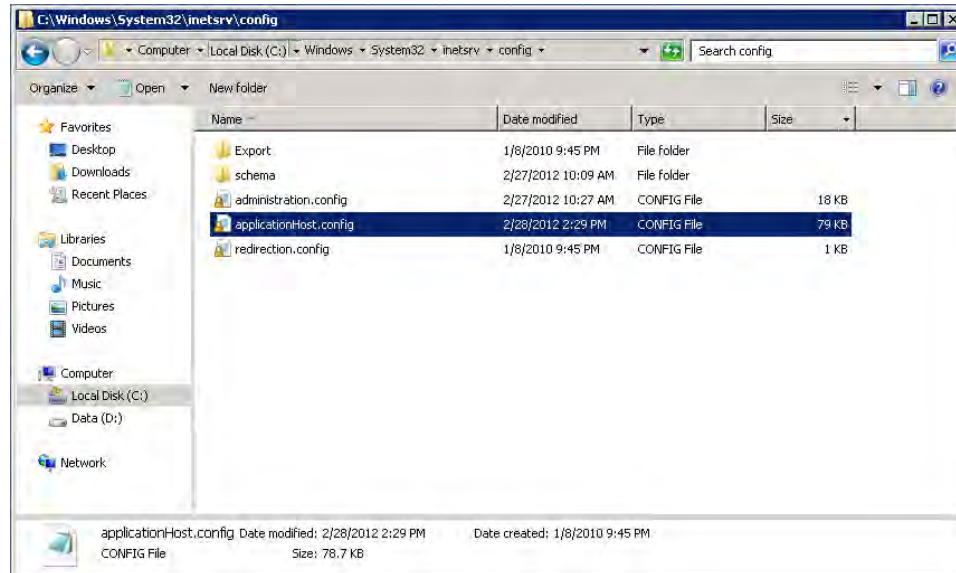 C:\Windows\System32\inetsrv\config
Computer Local Disk (C:) Windows System32 inetsrv config Search config
Organize Open New folder
Name Date modified Type Size
Favorites
Desktop
Downloads
Recent Places
Libraries
Documents
Music
Pictures
Videos
Computer
Local Disk (C:)
Data (D:)
Network
Export 1/8/2010 9:45 PM File folder
schema 2/27/2012 10:09 AM File folder
administration.config 2/27/2012 10:27 AM CONFIG File 18 KB
applicationHost.config 2/28/2012 2:29 PM CONFIG File 79 KB
redirection.config 1/8/2010 9:45 PM CONFIG File 1 KB
applicationHost.config Date modified: 2/28/2012 2:29 PM Date created: 1/8/2010 9:45 PM
CONFIG File Size: 78.7 KB